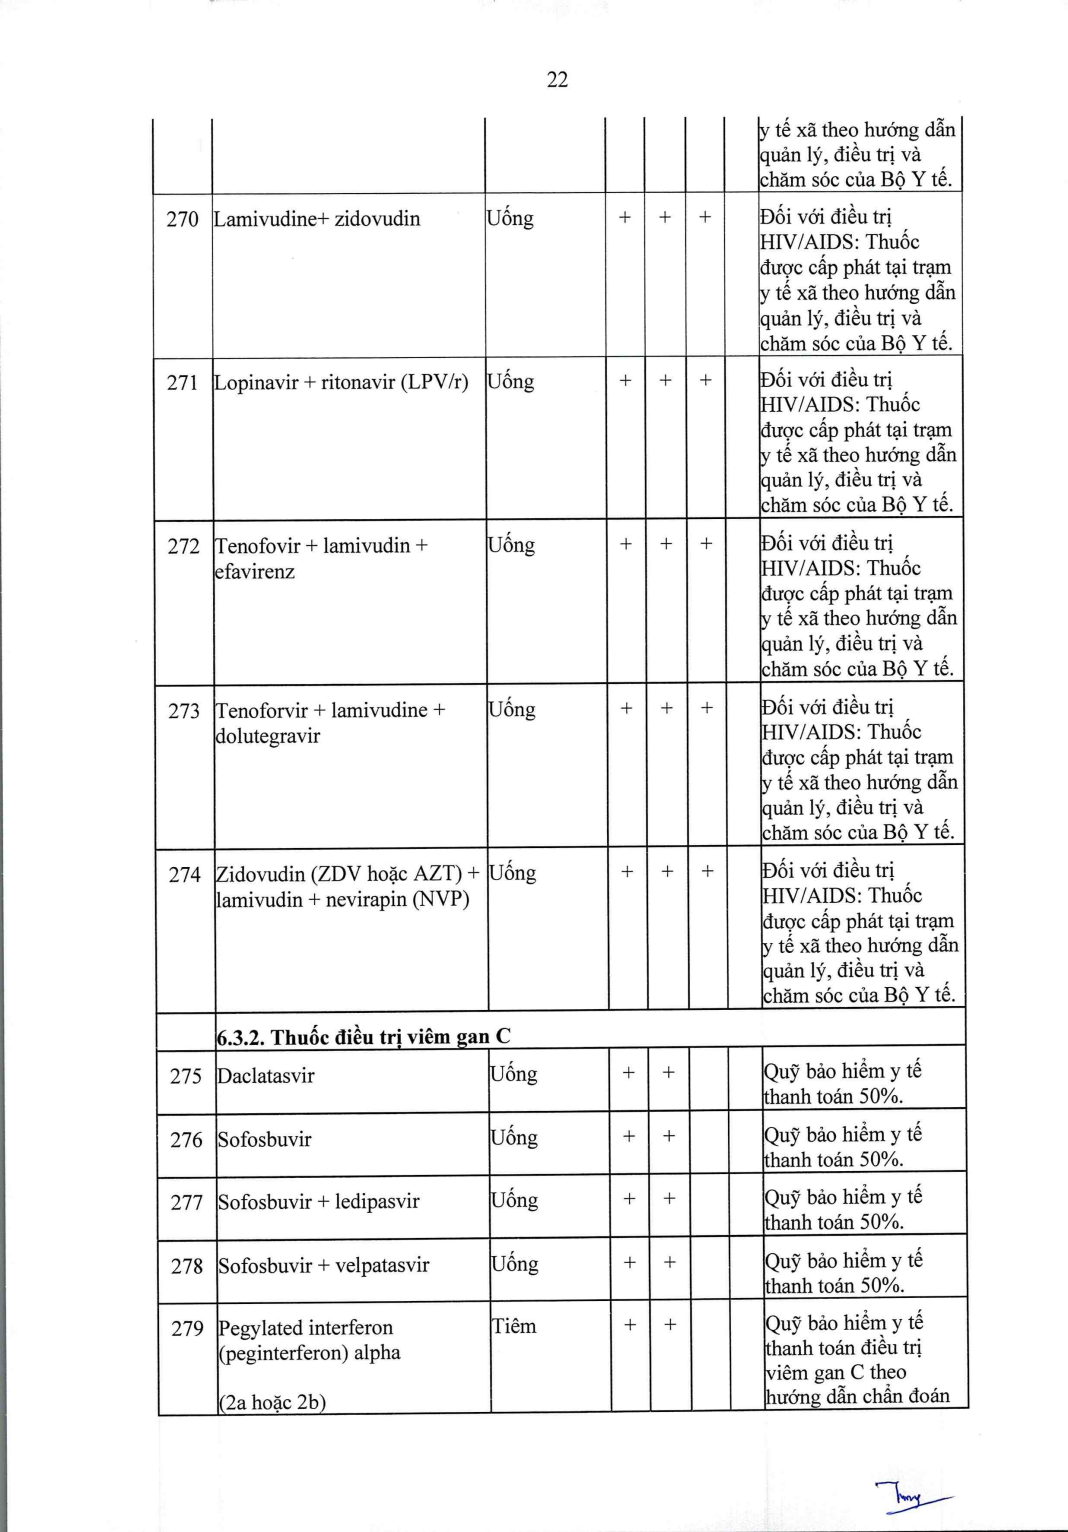 22
y tế xã theo hướng dẫn
quản lý, điều trị và
chăm sóc của Bộ Y tế.
270 Lamivudine+ zidovudin Uống + + + Đối với điều trị
HIV/AIDS: Thuốc
được cấp phát tại trạm
y tế xã theo hướng dẫn
quản lý, điều trị và
chăm sóc của Bộ Y tế.
271 Lopinavir + ritonavir (LPV/r) Uống + + + Đối với điều trị
HIV/AIDS: Thuốc
được cấp phát tại trạm
y tế xã theo hướng dẫn
quản lý, điều trị và
chăm sóc của Bộ Y tế.
272 Tenofovir + lamivudin + Uống + + + Đối với điều trị
efavirenz HIV/AIDS: Thuốc
được cấp phát tại trạm
y tế xã theo hướng dẫn
quản lý, điều trị và
chăm sóc của Bộ Y tế.
273 Tenoforvir + lamivudine + Uống + + + Đối với điều trị
dolutegravir HIV/AIDS: Thuốc
được cấp phát tại trạm
y tế xã theo hướng dẫn
quản lý, điều trị và
chăm sóc của Bộ Y tế.
274 Zidovudin (ZDV hoặc AZT) + Uống + + + Đối với điều trị
lamivudin + nevirapin (NVP) HIV/AIDS: Thuốc
được cấp phát tại trạm
y tế xã theo hướng dẫn
quản lý, điều trị và
chăm sóc của Bộ Y tế.
6.3.2. Thuốc điều trị viêm gan C
275 Daclatasvir Uống + + Quỹ bảo hiểm y tế
thanh toán 50%.
276 Sofosbuvir Uống + + Quỹ bảo hiểm y tế
thanh toán 50%.
277 Sofosbuvir + ledipasvir Uống + + Quỹ bảo hiểm y tế
thanh toán 50%.
278 Sofosbuvir + velpatasvir Uống + + Quỹ bảo hiểm y tế
thanh toán 50%.
279 Pegylated interferon Tiêm + + Quỹ bảo hiểm y tế
(peginterferon) alpha thanh toán điều trị
viêm gan C theo
(2a hoặc 2b) hướng dẫn chẩn đoán